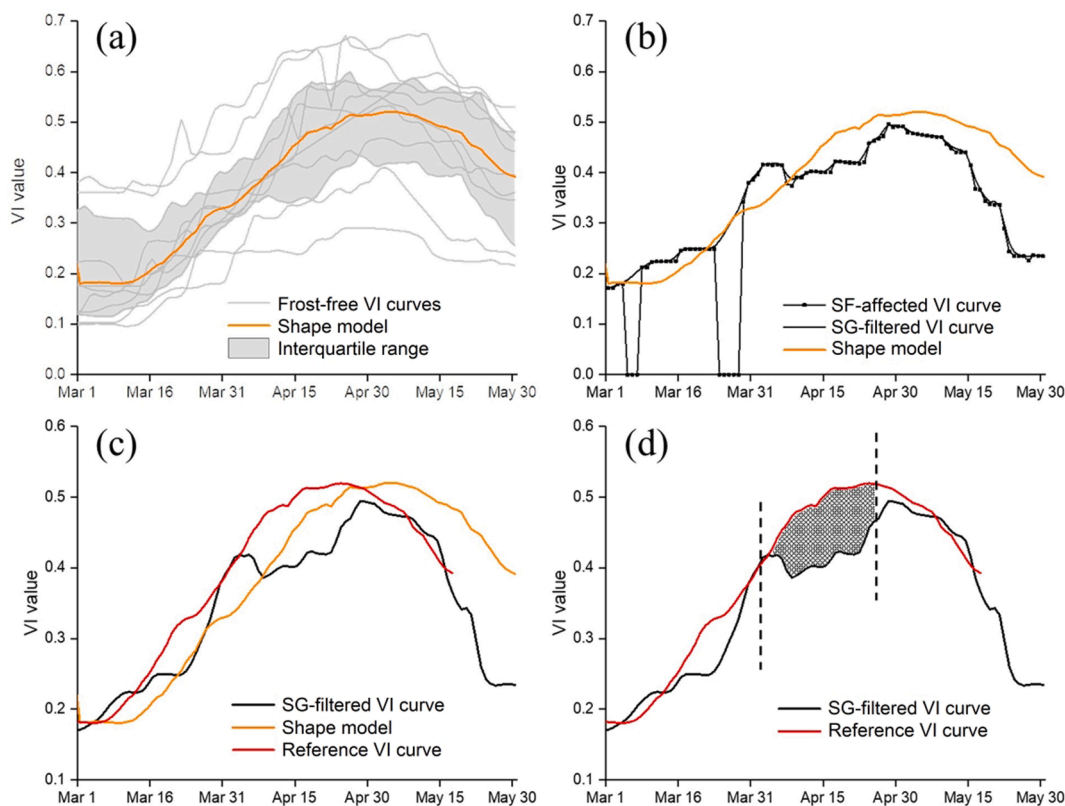 (a)
0.7
0.6
0.5
0.4
0.3
0.2
0.1
0.0
VI value
Frost-free VI curves
Shape model
Interquartile range
Mar 1 Mar 16 Mar 31 Apr 15 Apr 30 May 15 May 30
(b)
0.7
0.6
0.5
0.4
0.3
0.2
0.1
0.0
VI value
SF-affected VI curve
SG-filtered VI curve
Shape model
Mar 1 Mar 16 Mar 31 Apr 15 Apr 30 May 15 May 30
(c)
0.6
0.5
0.4
0.3
0.2
0.1
VI value
SG-filtered VI curve
Shape model
Reference VI curve
Mar 1 Mar 16 Mar 31 Apr 15 Apr 30 May 15 May 30
(d)
0.6
0.5
0.4
0.3
0.2
0.1
VI value
SG-filtered VI curve
Reference VI curve
Mar 1 Mar 16 Mar 31 Apr 15 Apr 30 May 15 May 30